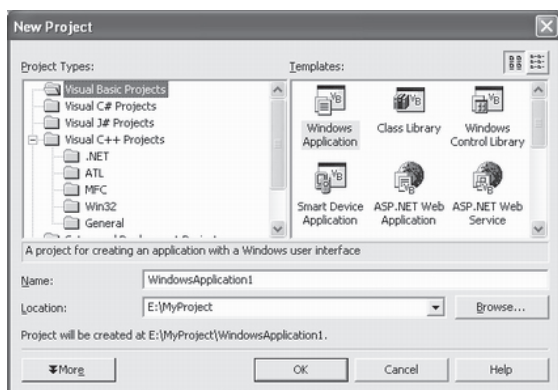 New Project
Project Types:
Templates:
Visual Basic Projects
Visual C# Projects
Visual J# Projects
Visual C++ Projects
.NET
ATL
MFC
Win32
General
Windows Application
Class Library
Windows Control Library
Smart Device Application
ASP.NET Web Application
ASP.NET Web Service
A project for creating an application with a Windows user interface
Name:
WindowsApplication1
Location:
E:\MyProject
Browse...
Project will be created at E:\MyProject\WindowsApplication1.
More
OK
Cancel
Help